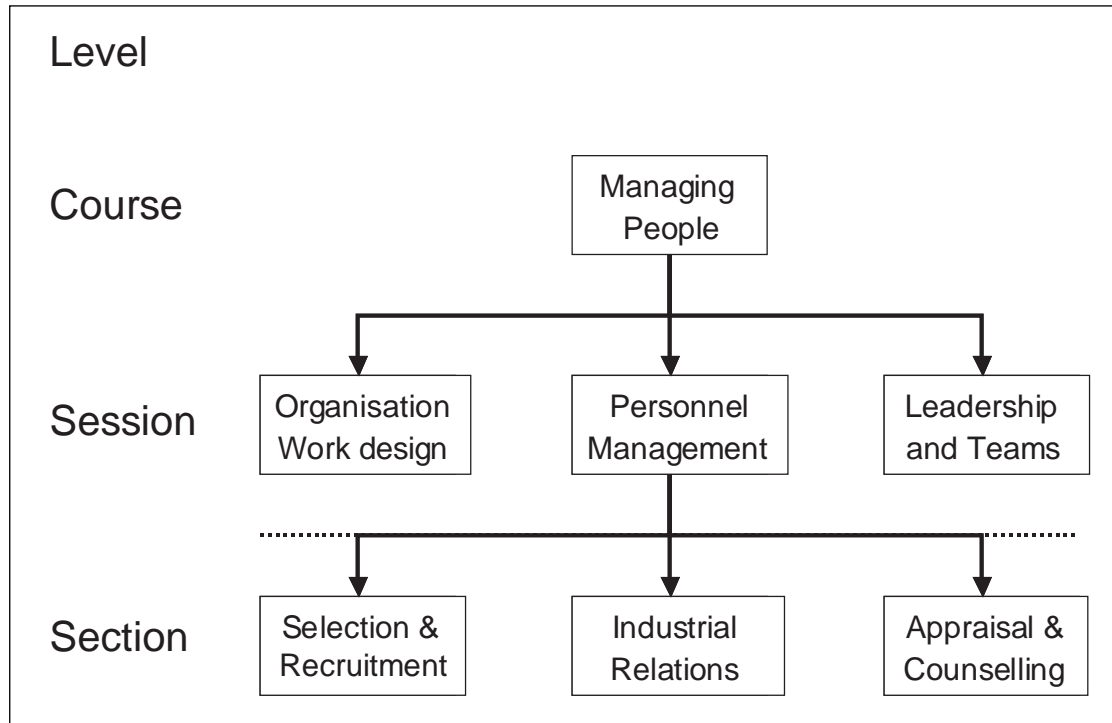 Level
Course
Managing
People
Session
Organisation
Work design
Personnel
Management
Leadership
and Teams
Section
Selection &
Recruitment
Industrial
Relations
Appraisal &
Counselling